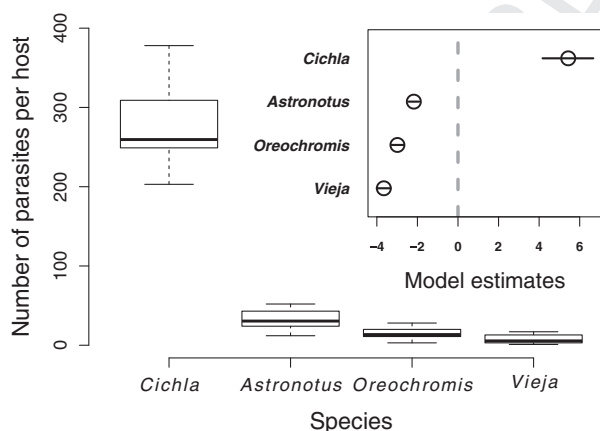 Number of parasites per host
400
300
200
100
0
Cichla
Astronotus
Oreochromis
Vieja
Species
Cichla
Astronotus
Oreochromis
Vieja
−4
−2
0
2
4
6
Model estimates